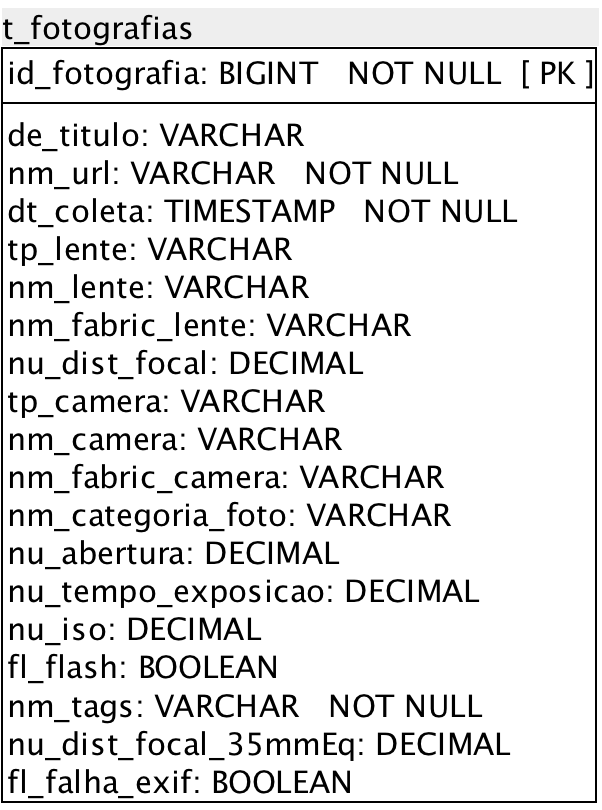 t_fotografias
id_fotografia: BIGINT NOT NULL [ PK ]
de_titulo: VARCHAR
nm_url: VARCHAR NOT NULL
dt_coleta: TIMESTAMP NOT NULL
tp_lente: VARCHAR
nm_lente: VARCHAR
nm_fabric_lente: VARCHAR
nu_dist_focal: DECIMAL
tp_camera: VARCHAR
nm_camera: VARCHAR
nm_fabric_camera: VARCHAR
nm_categoria_foto: VARCHAR
nu_abertura: DECIMAL
nu_tempo_exposicao: DECIMAL
nu_iso: DECIMAL
fl_flash: BOOLEAN
nm_tags: VARCHAR NOT NULL
nu_dist_focal_35mmEq: DECIMAL
fl_falha_exif: BOOLEAN